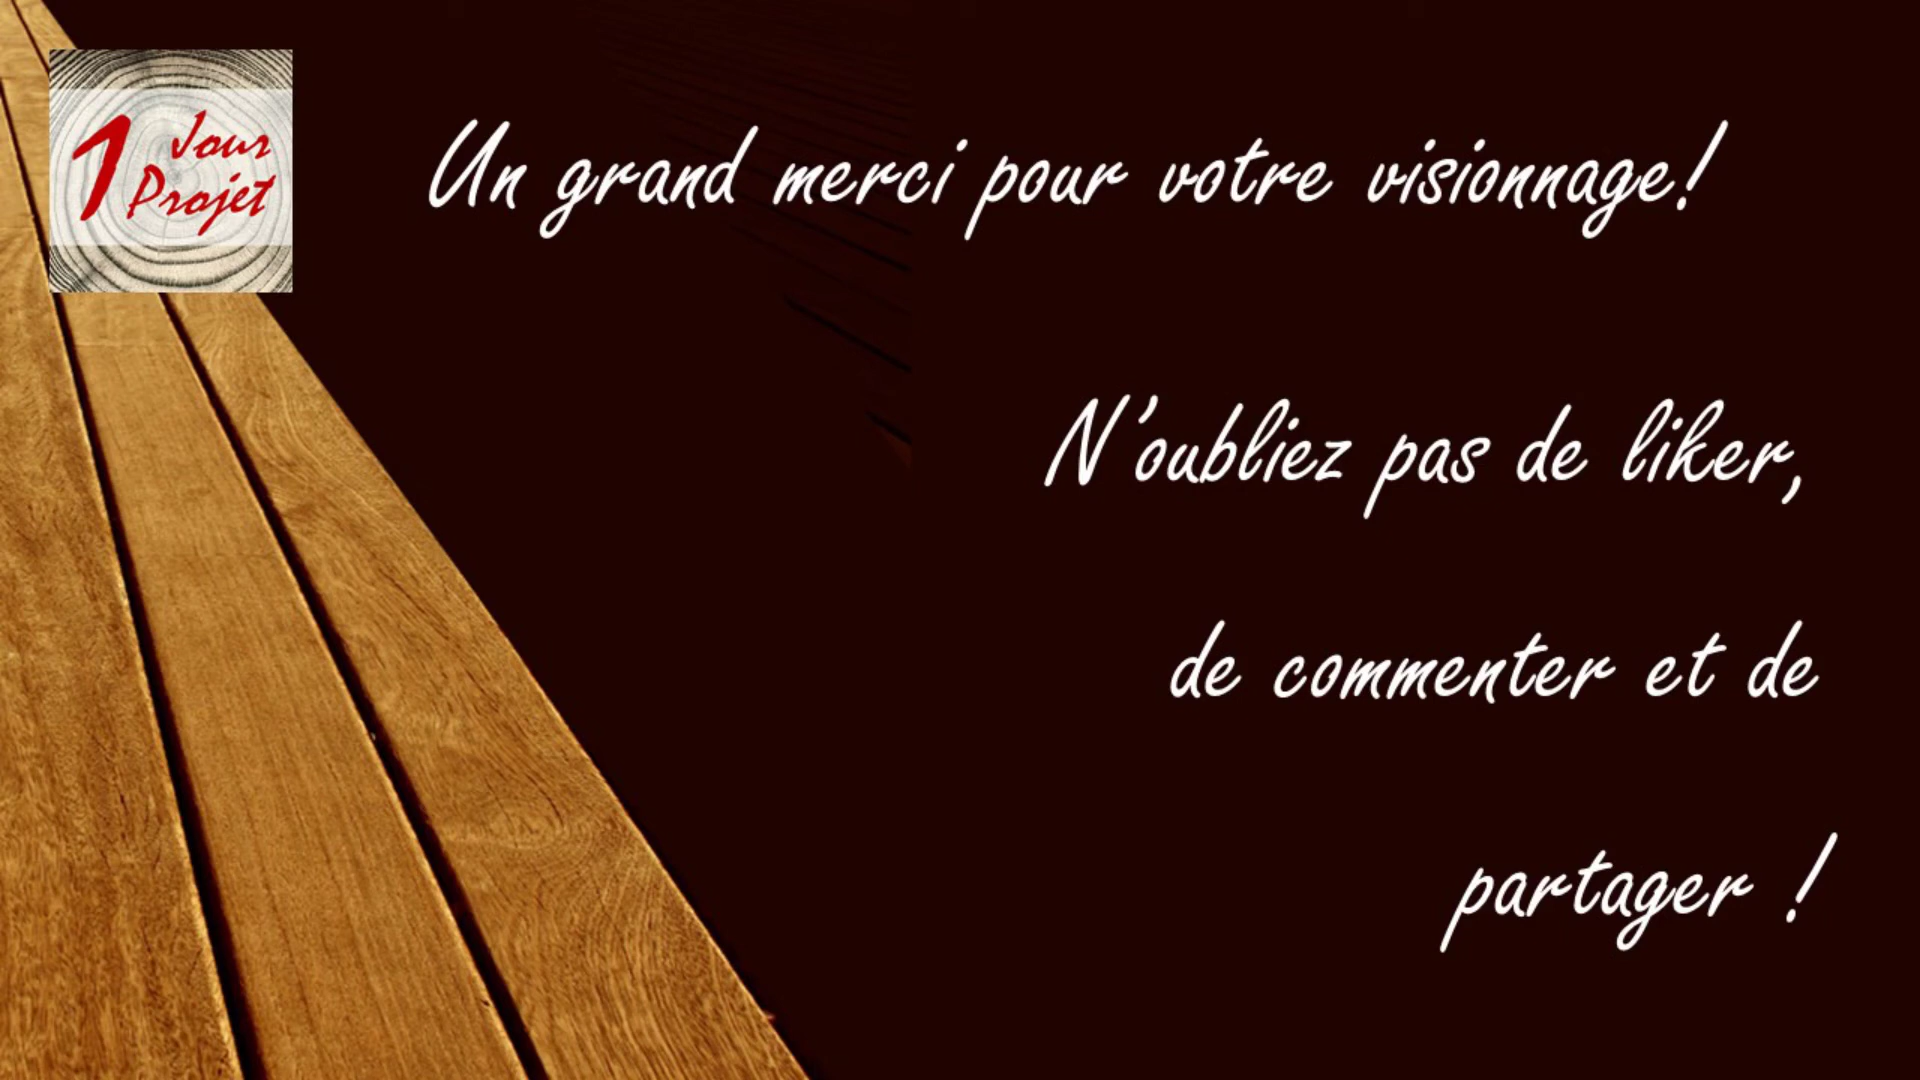 1 Jour
Projet
Un grand merci pour votre visionnage!
N'oubliez pas de liker,
de commenter et de
partager !